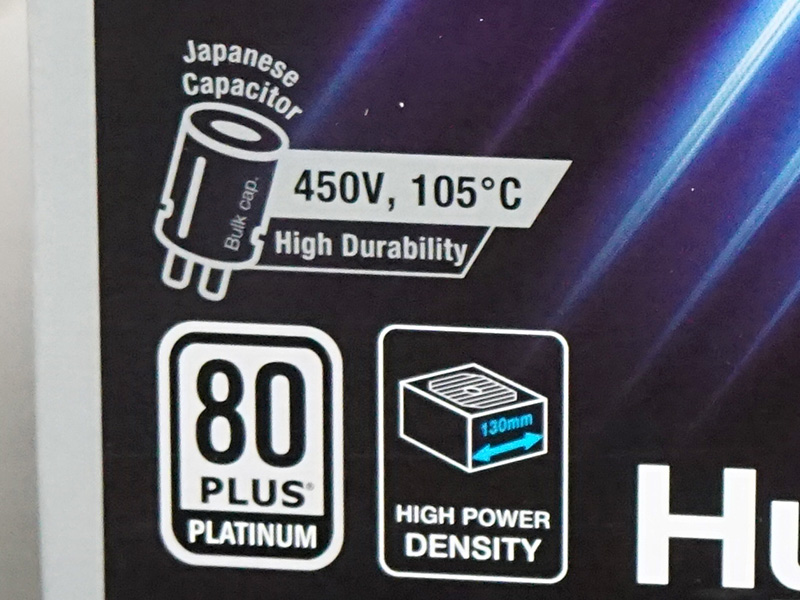 Japanese
Capacitor
Bulk cap.
450V, 105°C
High Durability
80
PLUS®
PLATINUM
130mm
HIGH POWER
DENSITY